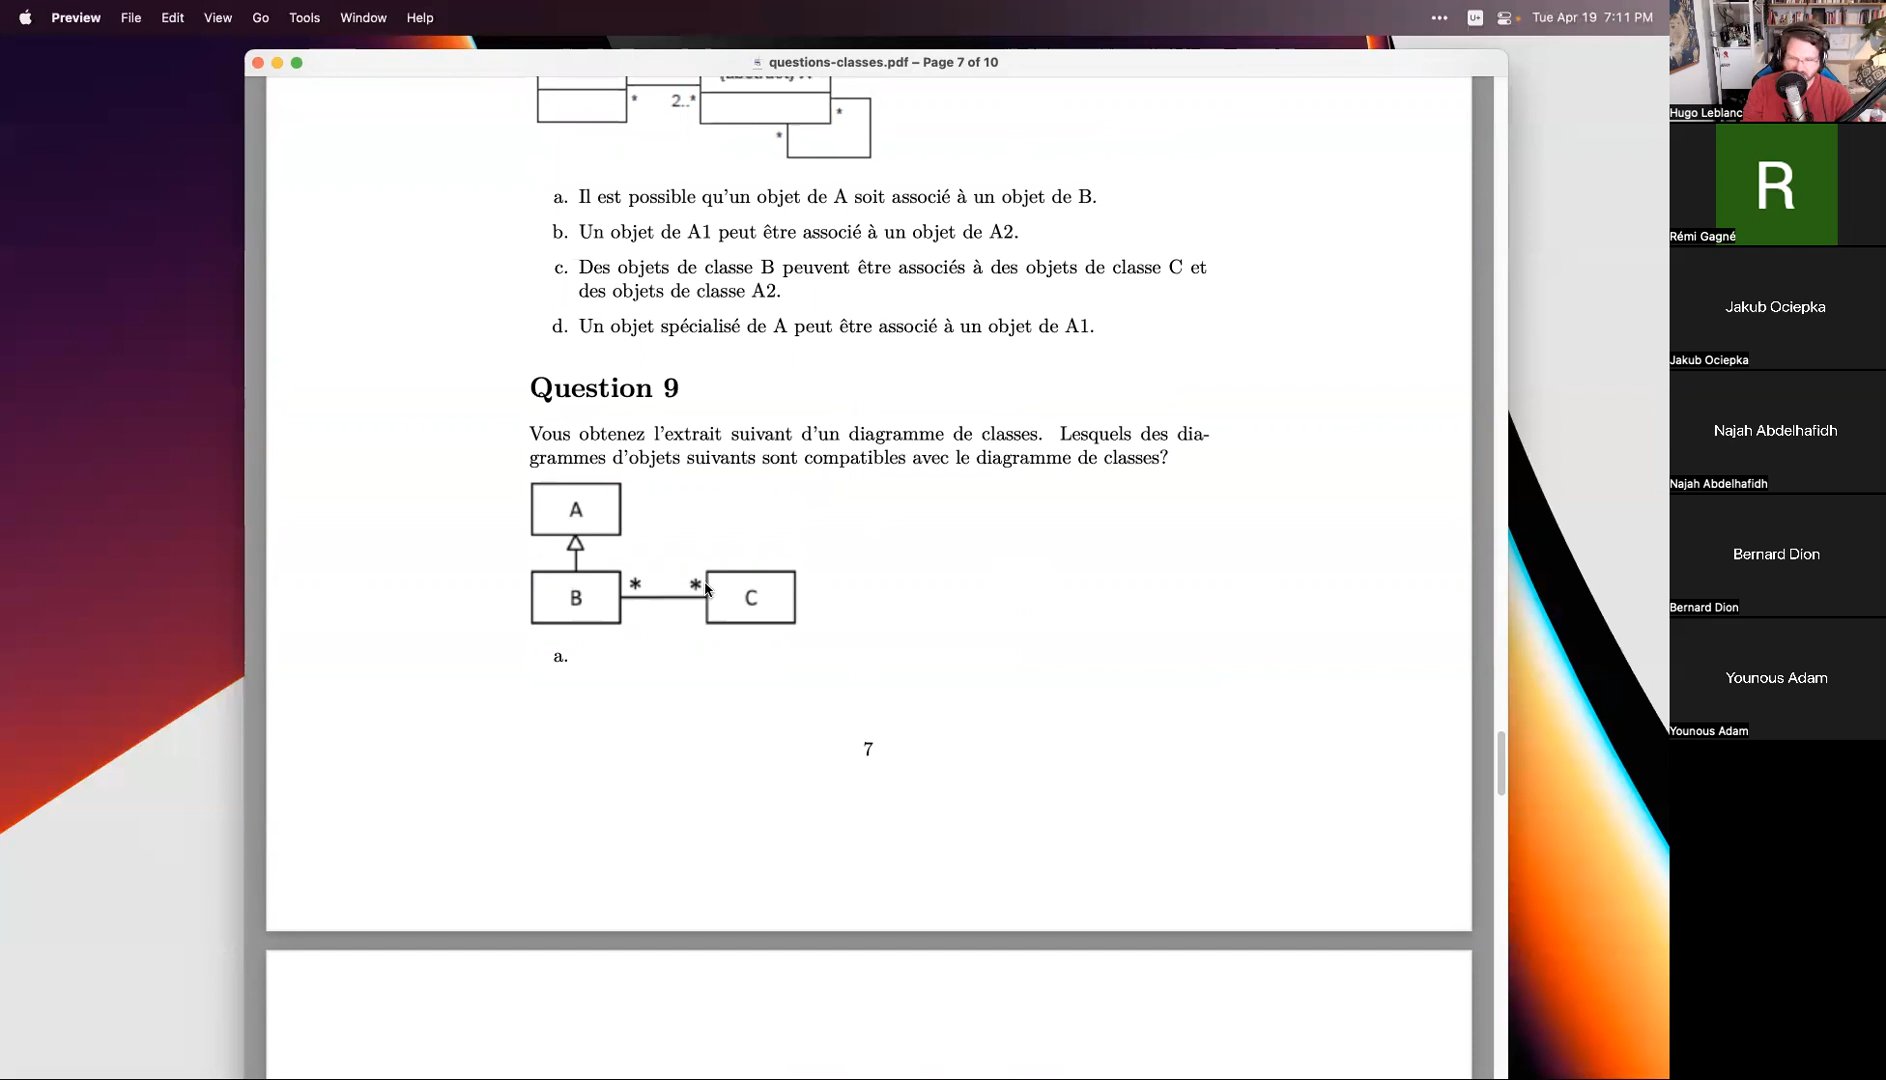 Preview File Edit View Go Tools Window Help
Tue Apr 19 7:11 PM
questions-classes.pdf – Page 7 of 10
* 2..* *
*
a. Il est possible qu'un objet de A soit associé à un objet de B.
b. Un objet de A1 peut être associé à un objet de A2.
c. Des objets de classe B peuvent être associés à des objets de classe C et
des objets de classe A2.
d. Un objet spécialisé de A peut être associé à un objet de A1.
Question 9
Vous obtenez l'extrait suivant d'un diagramme de classes. Lesquels des dia-
grammes d'objets suivants sont compatibles avec le diagramme de classes?
A
B * * C
a.
7
Hugo Leblanc
R
Rémi Gagné
Jakub Ociepka
Jakub Ociepka
Najah Abdelhafidh
Najah Abdelhafidh
Bernard Dion
Bernard Dion
Younous Adam
Younous Adam